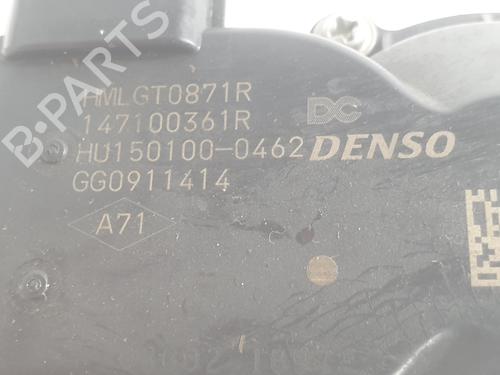 HMLGT0871R
147100361R
HU150100-0462
DC
DENSO
GG0911414
A71
B-PARTS